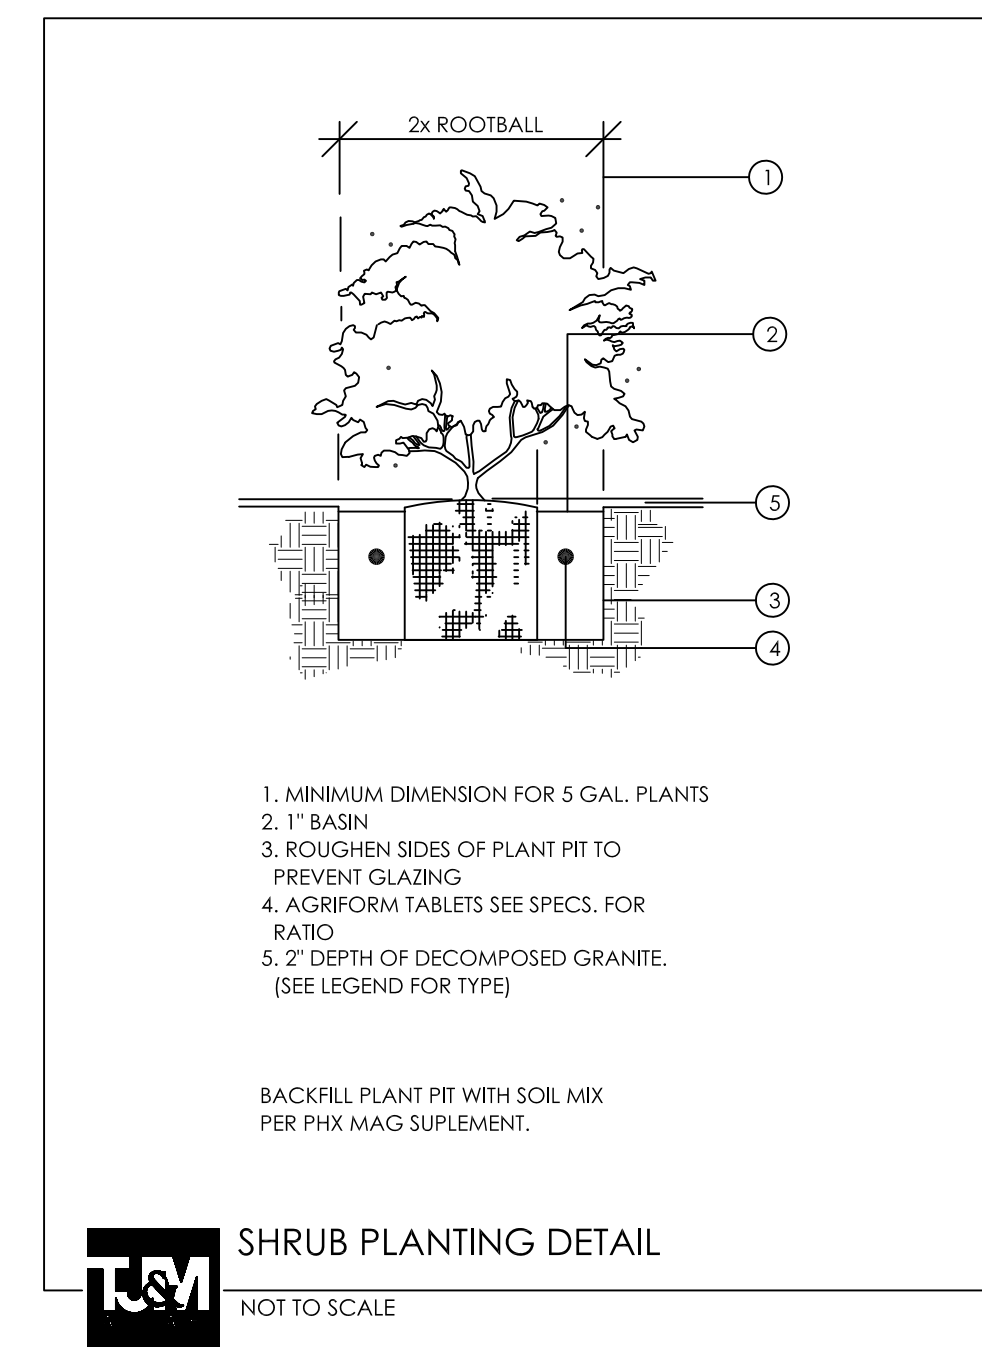 2x ROOTBALL
1
2
5
3
4
1. MINIMUM DIMENSION FOR 5 GAL. PLANTS
2. 1" BASIN
3. ROUGHEN SIDES OF PLANT PIT TO
PREVENT GLAZING
4. AGRIFORM TABLETS SEE SPECS. FOR
RATIO
5. 2" DEPTH OF DECOMPOSED GRANITE.
(SEE LEGEND FOR TYPE)
BACKFILL PLANT PIT WITH SOIL MIX
PER PHX MAG SUPLEMENT.
SHRUB PLANTING DETAIL
TJ&M
NOT TO SCALE